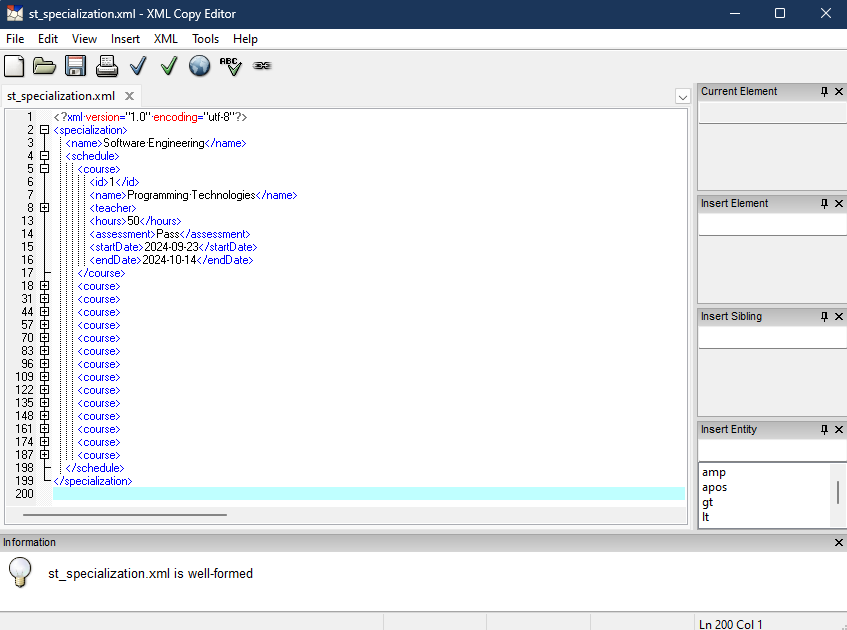 st_specialization.xml - XML Copy Editor
File Edit View Insert XML Tools Help
ABC
st_specialization.xml
1 <?xml·version="1.0"·encoding="utf-8"?>
2 <specialization>
3 <name>Software·Engineering</name>
4 <schedule>
5 <course>
6 <id>1</id>
7 <name>Programming·Technologies</name>
8 <teacher>
13 <hours>50</hours>
14 <assessment>Pass</assessment>
15 <startDate>2024-09-23</startDate>
16 <endDate>2024-10-14</endDate>
17 </course>
18 <course>
31 <course>
44 <course>
57 <course>
70 <course>
83 <course>
96 <course>
109 <course>
122 <course>
135 <course>
148 <course>
161 <course>
174 <course>
187 <course>
198 </schedule>
199 </specialization>
200
Current Element
Insert Element
Insert Sibling
Insert Entity
amp
apos
gt
lt
Information
st_specialization.xml is well-formed
Ln 200 Col 1